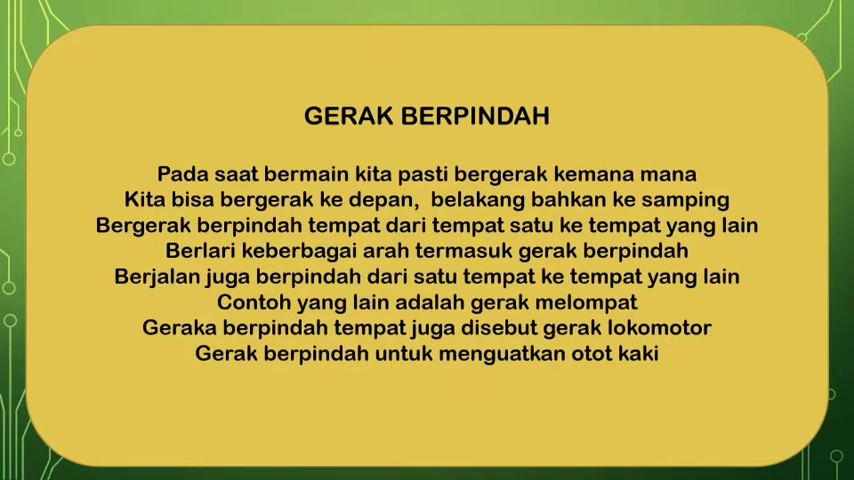 GERAK BERPINDAH
Pada saat bermain kita pasti bergerak kemana mana
Kita bisa bergerak ke depan, belakang bahkan ke samping
Bergerak berpindah tempat dari tempat satu ke tempat yang lain
Berlari keberbagai arah termasuk gerak berpindah
Berjalan juga berpindah dari satu tempat ke tempat yang lain
Contoh yang lain adalah gerak melompat
Geraka berpindah tempat juga disebut gerak lokomotor
Gerak berpindah untuk menguatkan otot kaki